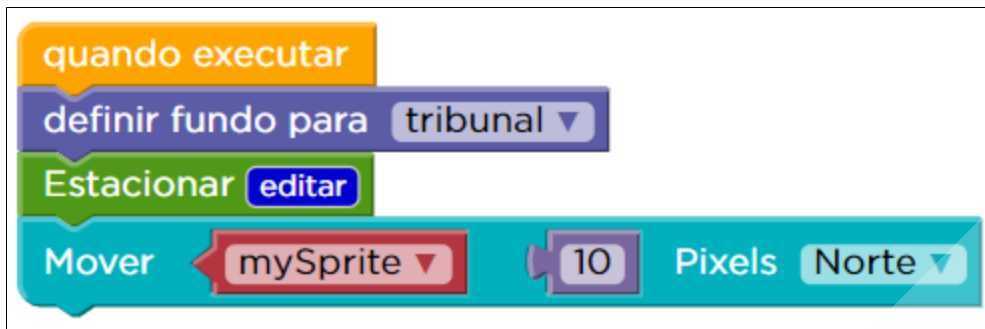 quando executar
definir fundo para tribunal
Estacionar editar
Mover mySprite 10 Pixels Norte